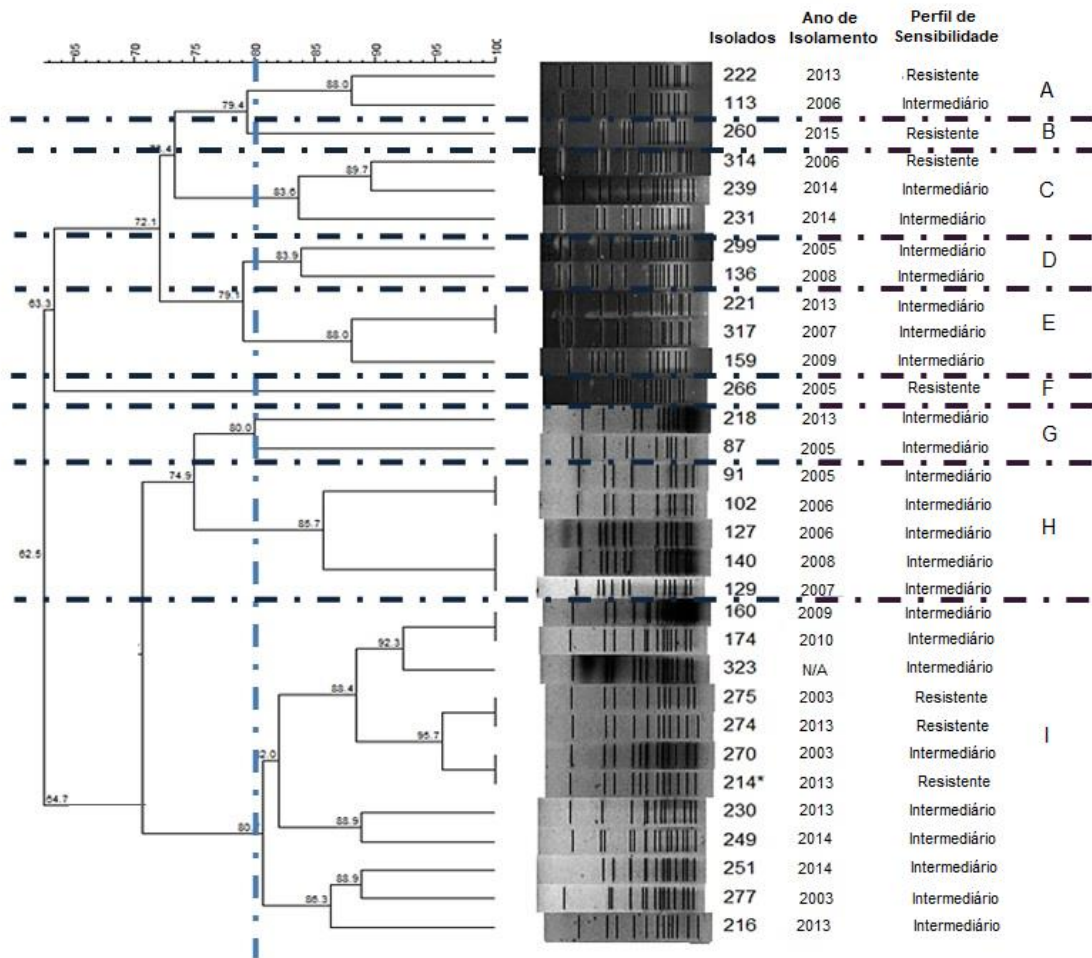 65 70 75 80 85 90 95 100
Isolados Ano de Isolamento Perfil de Sensibilidade
88.0 222 2013 Resistente A
79.4 113 2006 Intermediário
260 2015 Resistente B
314 2006 Resistente
89.7 239 2014 Intermediário C
83.6 231 2014 Intermediário
72.1
299 2005 Intermediário D
83.9 136 2008 Intermediário
79.1
221 2013 Intermediário E
63.3 317 2007 Intermediário
88.0 159 2009 Intermediário
266 2005 Resistente F
218 2013 Intermediário G
80.0 87 2005 Intermediário
74.9 91 2005 Intermediário
102 2006 Intermediário
85.7 127 2006 Intermediário H
62.5 140 2008 Intermediário
129 2007 Intermediário
160 2009 Intermediário
92.3 174 2010 Intermediário
323 N/A Intermediário
88.4 275 2003 Resistente
274 2013 Resistente I
95.7 270 2003 Intermediário
214* 2013 Resistente
64.7 230 2013 Intermediário
88.9 249 2014 Intermediário
251 2014 Intermediário
88.9 277 2003 Intermediário
86.3 216 2013 Intermediário